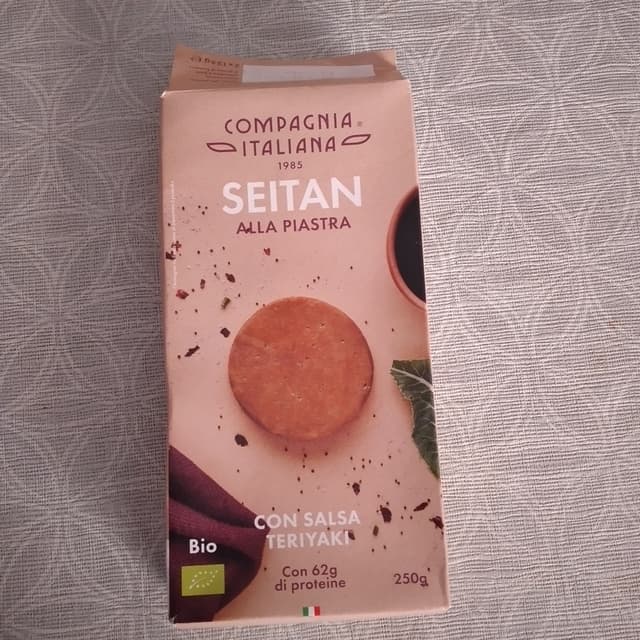 COMPAGNIA®
ITALIANA
1985
SEITAN
ALLA PIASTRA
CON SALSA
TERIYAKI
Bio
Con 62g
di proteine
250g